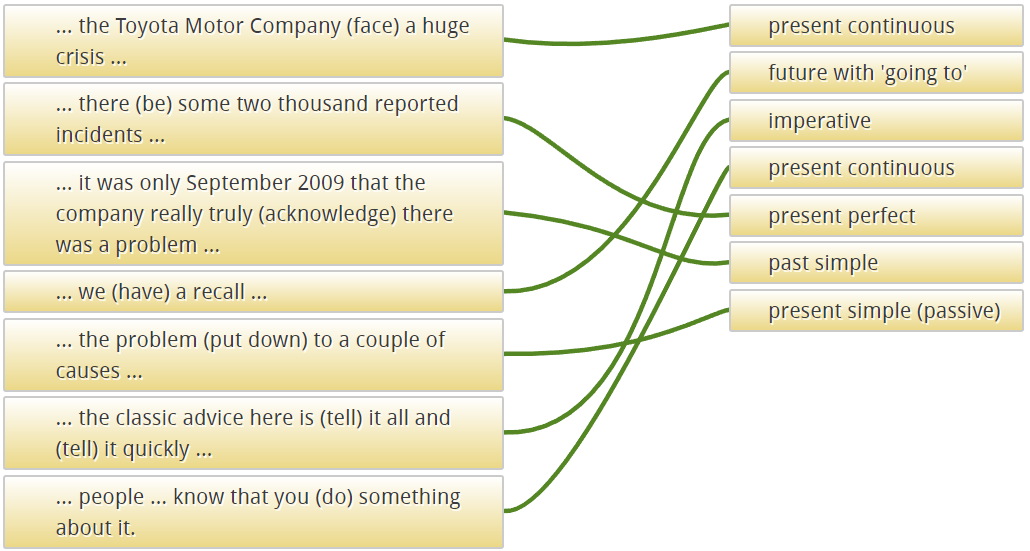 ... the Toyota Motor Company (face) a huge
crisis ...
... there (be) some two thousand reported
incidents ...
... it was only September 2009 that the
company really truly (acknowledge) there
was a problem ...
... we (have) a recall ...
... the problem (put down) to a couple of
causes ...
... the classic advice here is (tell) it all and
(tell) it quickly ...
... people ... know that you (do) something
about it.
present continuous
future with 'going to'
imperative
present continuous
present perfect
past simple
present simple (passive)